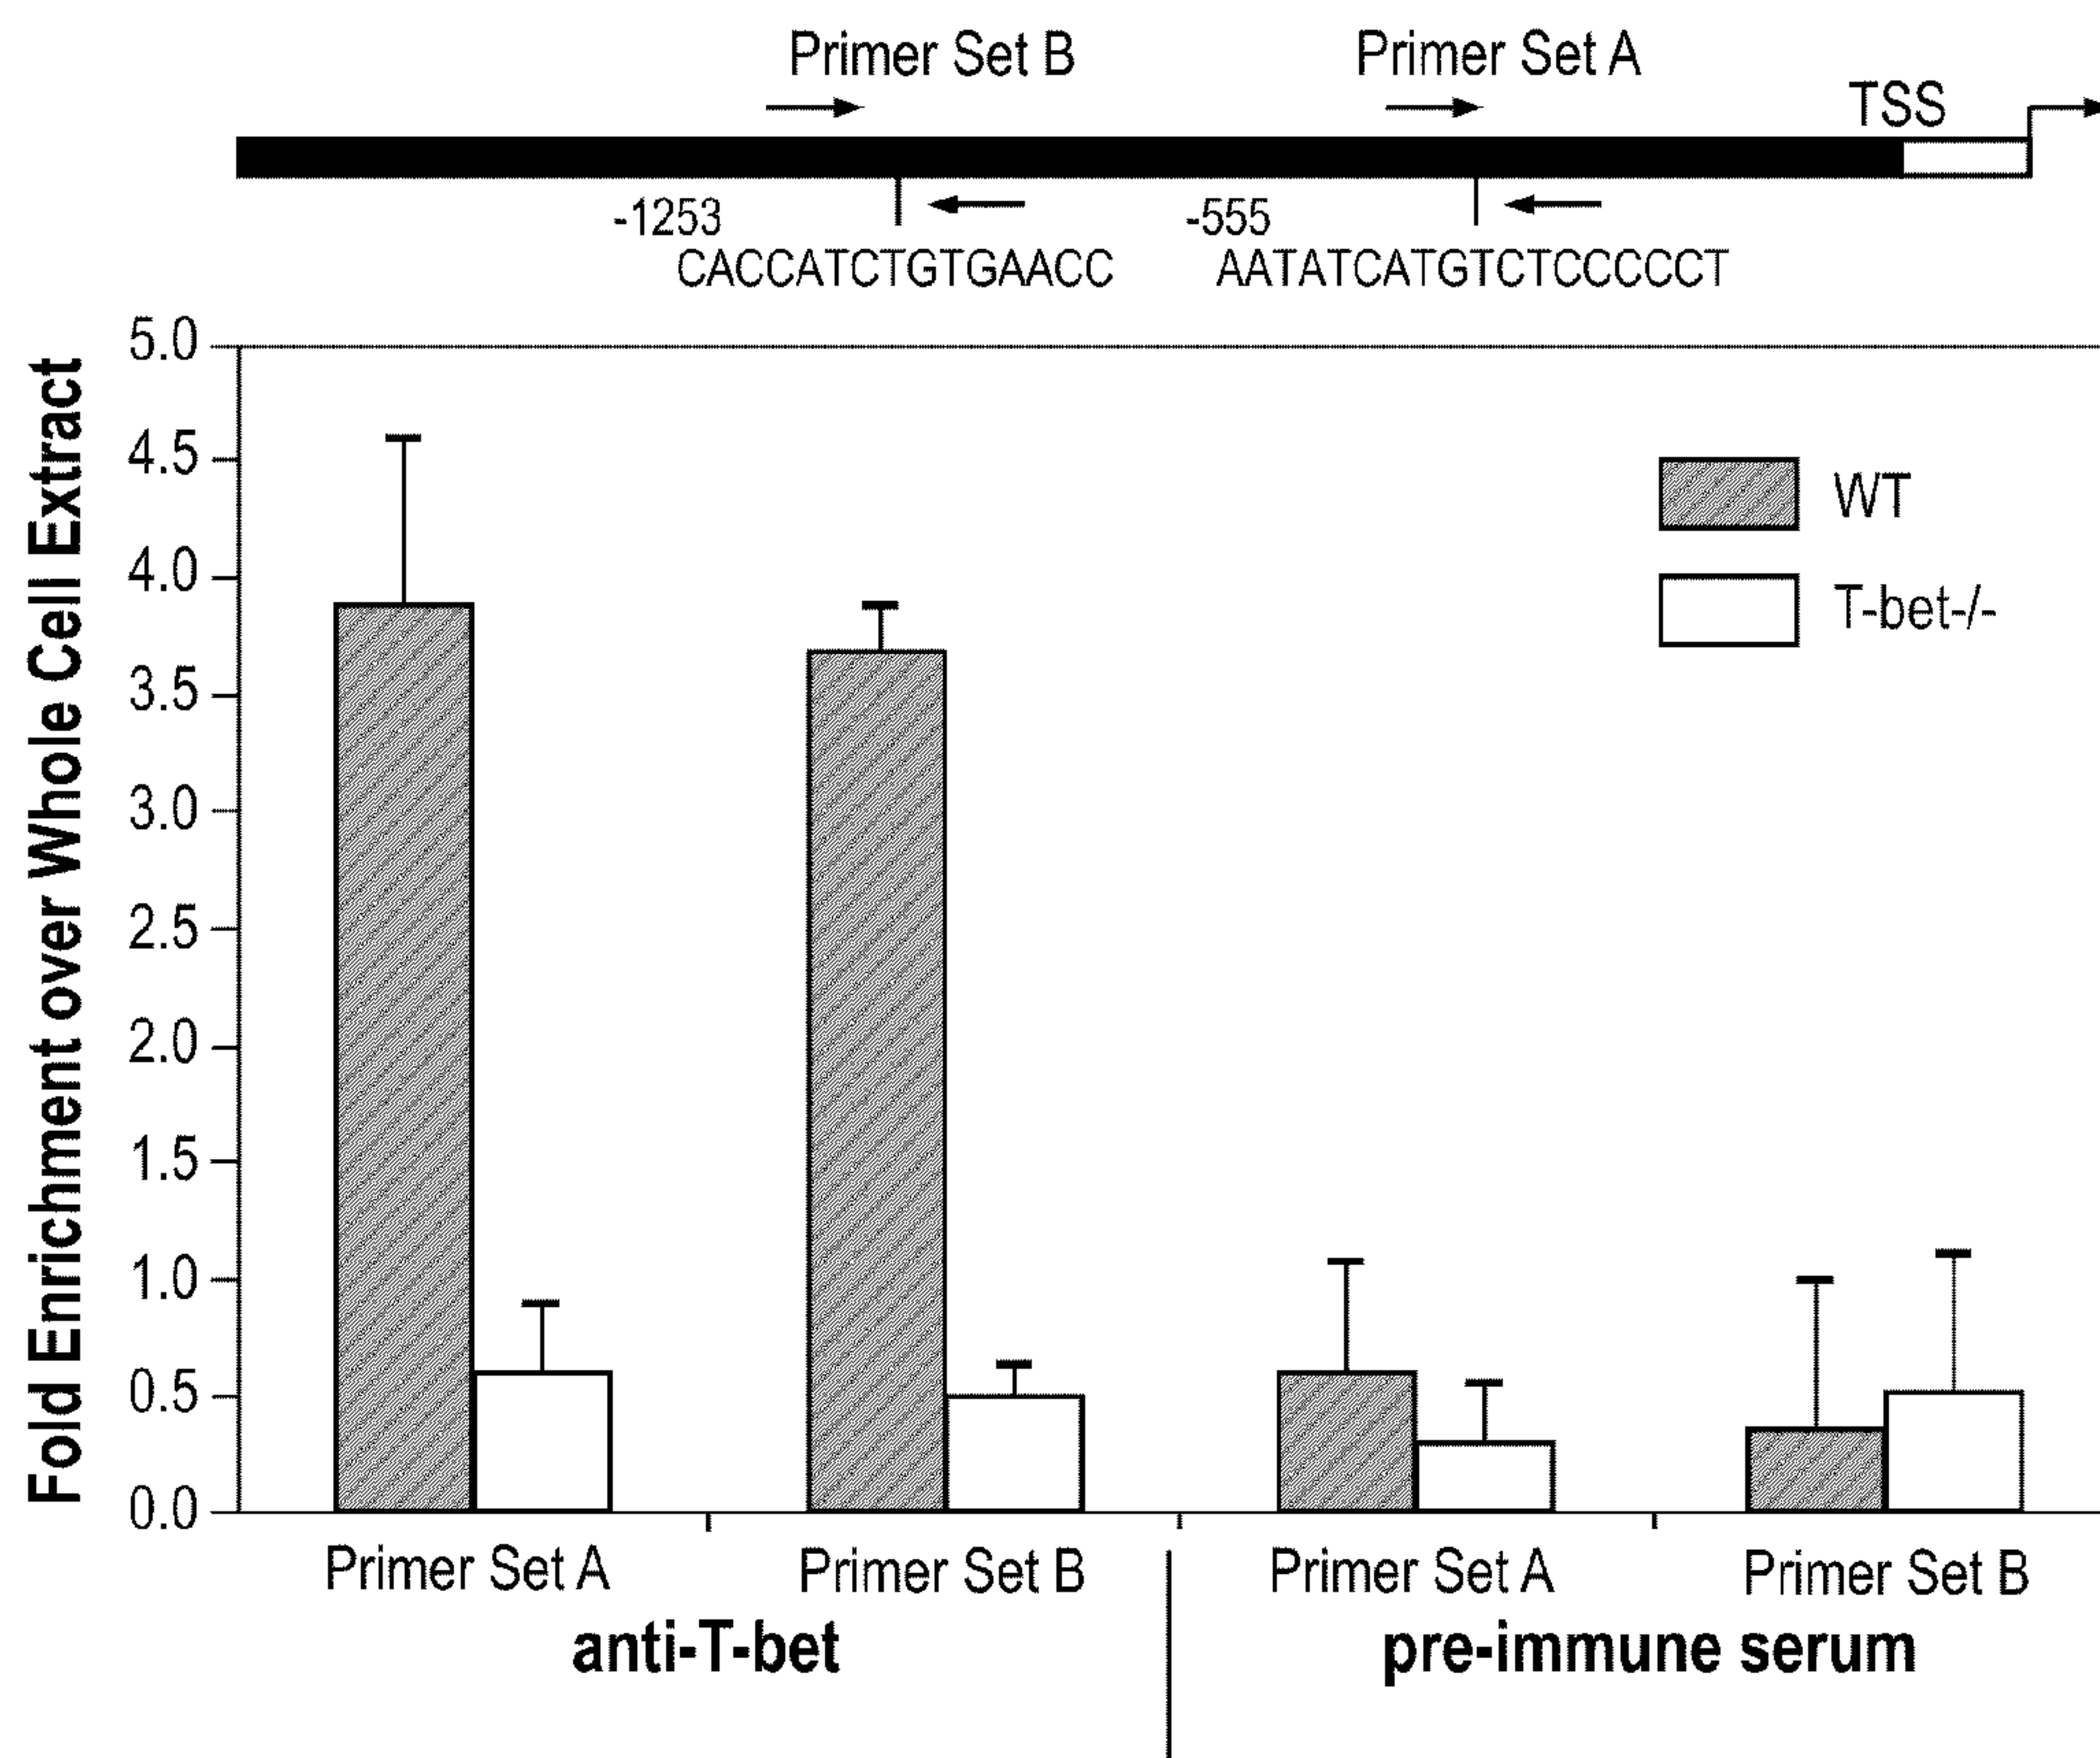 Primer Set B Primer Set A
TSS
-1253 -555
CACCATCTGTGAACC AATATCATGTCTCCCCCT
Fold Enrichment over Whole Cell Extract
5.0
4.5
4.0
3.5
3.0
2.5
2.0
1.5
1.0
0.5
0.0
WT
T-bet-/-
Primer Set A Primer Set B Primer Set A Primer Set B
anti-T-bet pre-immune serum